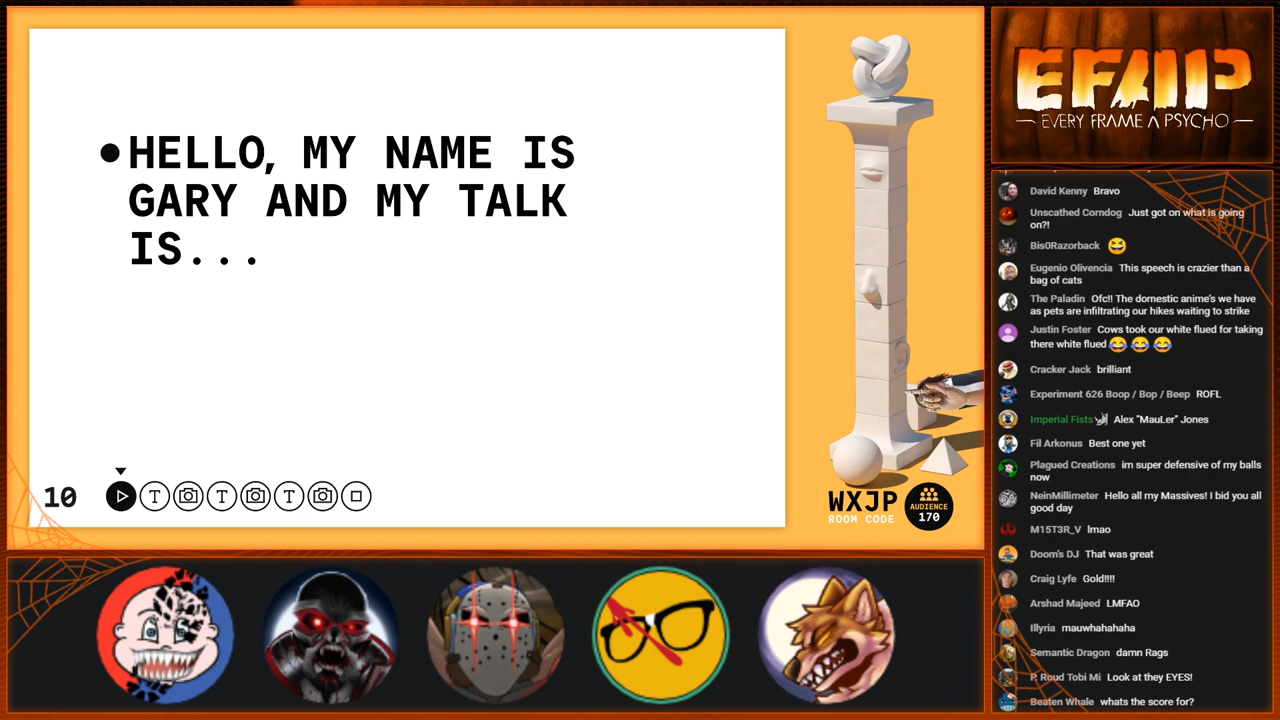 ●HELLO, MY NAME IS
GARY AND MY TALK
IS...
10
T
T
T
WXJP
ROOM CODE
AUDIENCE
170
EFAP
EVERY FRAME A PSYCHO
David Kenny Bravo
Unscathed Corndog Just got on what is going
on?!
Bis0Razorback 😆
Eugenio Olivencia This speech is crazier than a
bag of cats
The Paladin Ofc!! The domestic anime's we have
as pets are infiltrating our hikes waiting to strike
Justin Foster Cows took our white flued for taking
there white flued😂😂😂
Cracker Jack brilliant
Experiment 626 Boop / Bop / Beep ROFL
Imperial Fists Alex "MauLer" Jones
Fil Arkonus Best one yet
Plagued Creations im super defensive of my balls
now
NeinMillimeter Hello all my Massives! I bid you all
good day
M15T3R_V lmao
Doom's DJ That was great
Craig Lyfe Gold!!!!
Arshad Majeed LMFAO
Illyria mauwhahahaha
Semantic Dragon damn Rags
P. Roud Tobi Mi Look at they EYES!
Beaten Whale whats the score for?